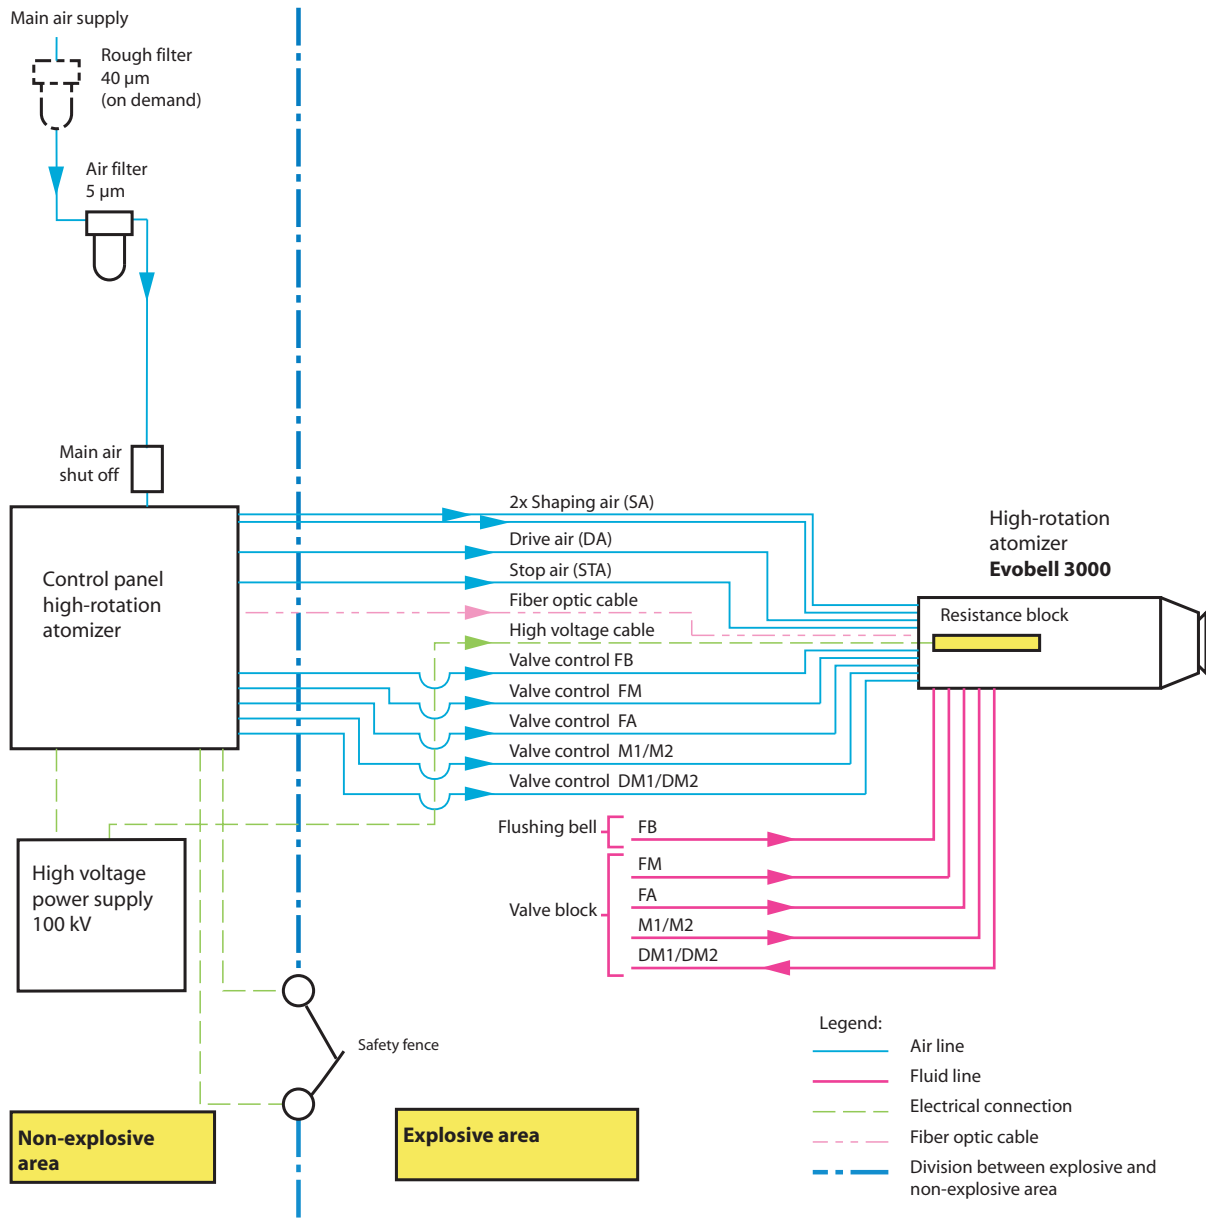 Main air supply
Rough filter
40 µm
(on demand)
Air filter
5 µm
Main air
shut off
Control panel
high-rotation
atomizer
2x Shaping air (SA)
Drive air (DA)
Stop air (STA)
Fiber optic cable
High voltage cable
Valve control FB
Valve control FM
Valve control FA
Valve control M1/M2
Valve control DM1/DM2
High-rotation
atomizer
Evobell 3000
Resistance block
Flushing bell
FB
Valve block
FM
FA
M1/M2
DM1/DM2
High voltage
power supply
100 kV
Safety fence
Non-explosive
area
Explosive area
Legend:
Air line
Fluid line
Electrical connection
Fiber optic cable
Division between explosive and
non-explosive area